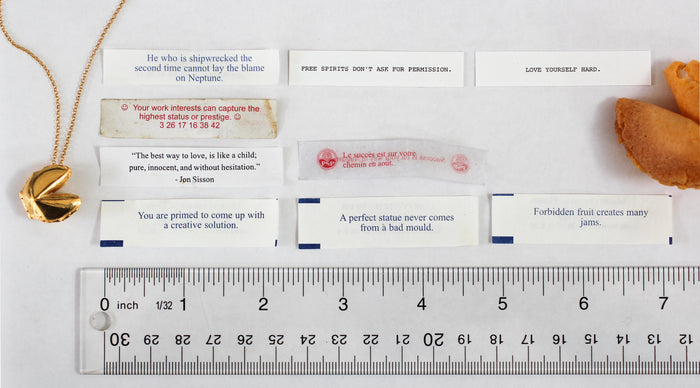 He who is shipwrecked the
second time cannot lay the blame
on Neptune.
FREE SPIRITS DON'T ASK FOR PERMISSION.
LOVE YOURSELF HARD.
☺ Your work interests can capture the
highest status or prestige. ☺
3 26 17 16 38 42
"The best way to love, is like a child;
pure, innocent, and without hesitation."
- Jøn Sisson
Le succès est sur votre
chemin en août.
You are primed to come up with
a creative solution.
A perfect statue never comes
from à bad mould.
Forbidden fruit creates many
jams.
0 inch 1/32 1 2 3 4 5 6 7
30 29 28 27 26 25 24 23 22 21 20 19 18 17 16 15 14 13 12